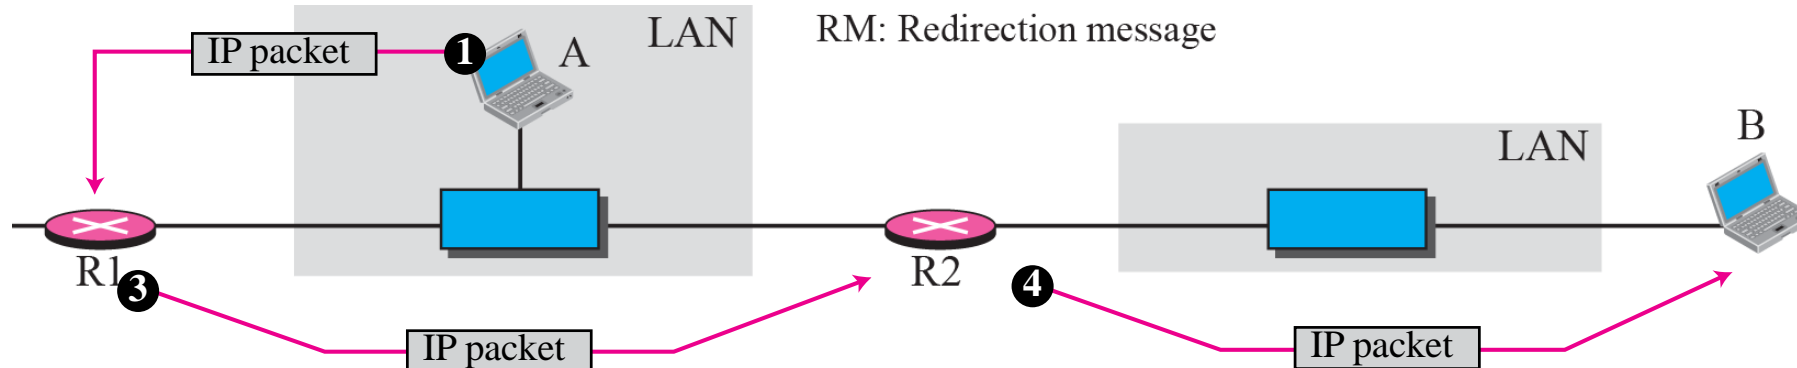 RM: Redirection message
LAN
IP packet
1
A
LAN
B
R1
R2
3
4
IP packet
IP packet